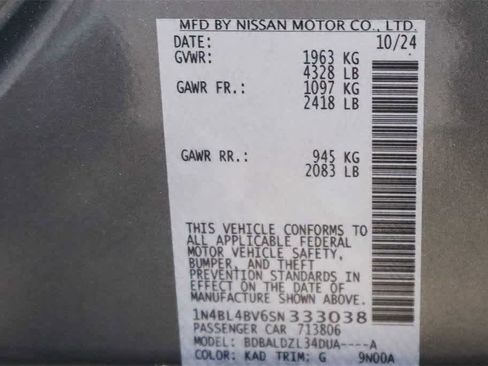 MFD BY NISSAN MOTOR CO., LTD.
DATE: 10/24
GVWR: 1963 KG
4328 LB
GAWR FR.: 1097 KG
2418 LB
GAWR RR.: 945 KG
2083 LB
THIS VEHICLE CONFORMS TO
ALL APPLICABLE FEDERAL
MOTOR VEHICLE SAFETY,
BUMPER, AND THEFT
PREVENTION STANDARDS IN
EFFECT ON THE DATE OF
MANUFACTURE SHOWN ABOVE.
1N4BL4BV6SN333038
PASSENGER CAR 713806
MODEL: BDBALDZL34DUA----A
COLOR: KAD TRIM: G 9N00A